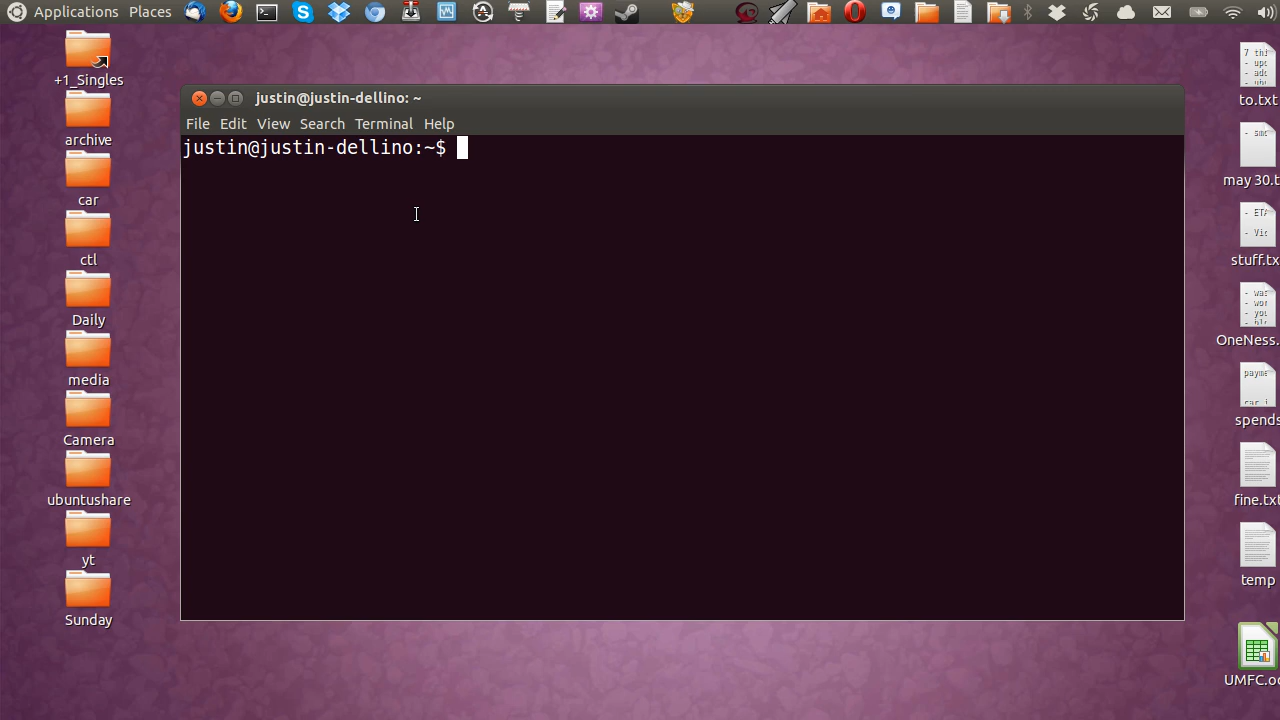 Applications Places
+1_Singles
archive
car
ctl
Daily
media
Camera
ubuntushare
yt
Sunday
justin@justin-dellino: ~
File Edit View Search Terminal Help
justin@justin-dellino:~$
to.txt
may 30.t
stuff.tx
OneNess.
spends
fine.txt
temp
UMFC.o